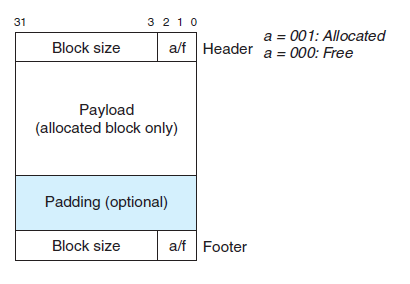 31 3 2 1 0
Block size a/f Header
a = 001: Allocated
a = 000: Free
Payload
(allocated block only)
Padding (optional)
Block size a/f Footer